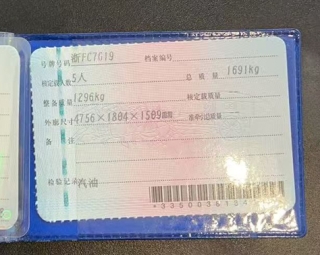 号牌号码 浙FC7G19 档案编号
核定载人数 5人 总质量 1691kg
整备质量 1296kg 核定载质量
外廓尺寸 4756×1804×1509mm 准牵引总质量
备注
检验记录 汽油